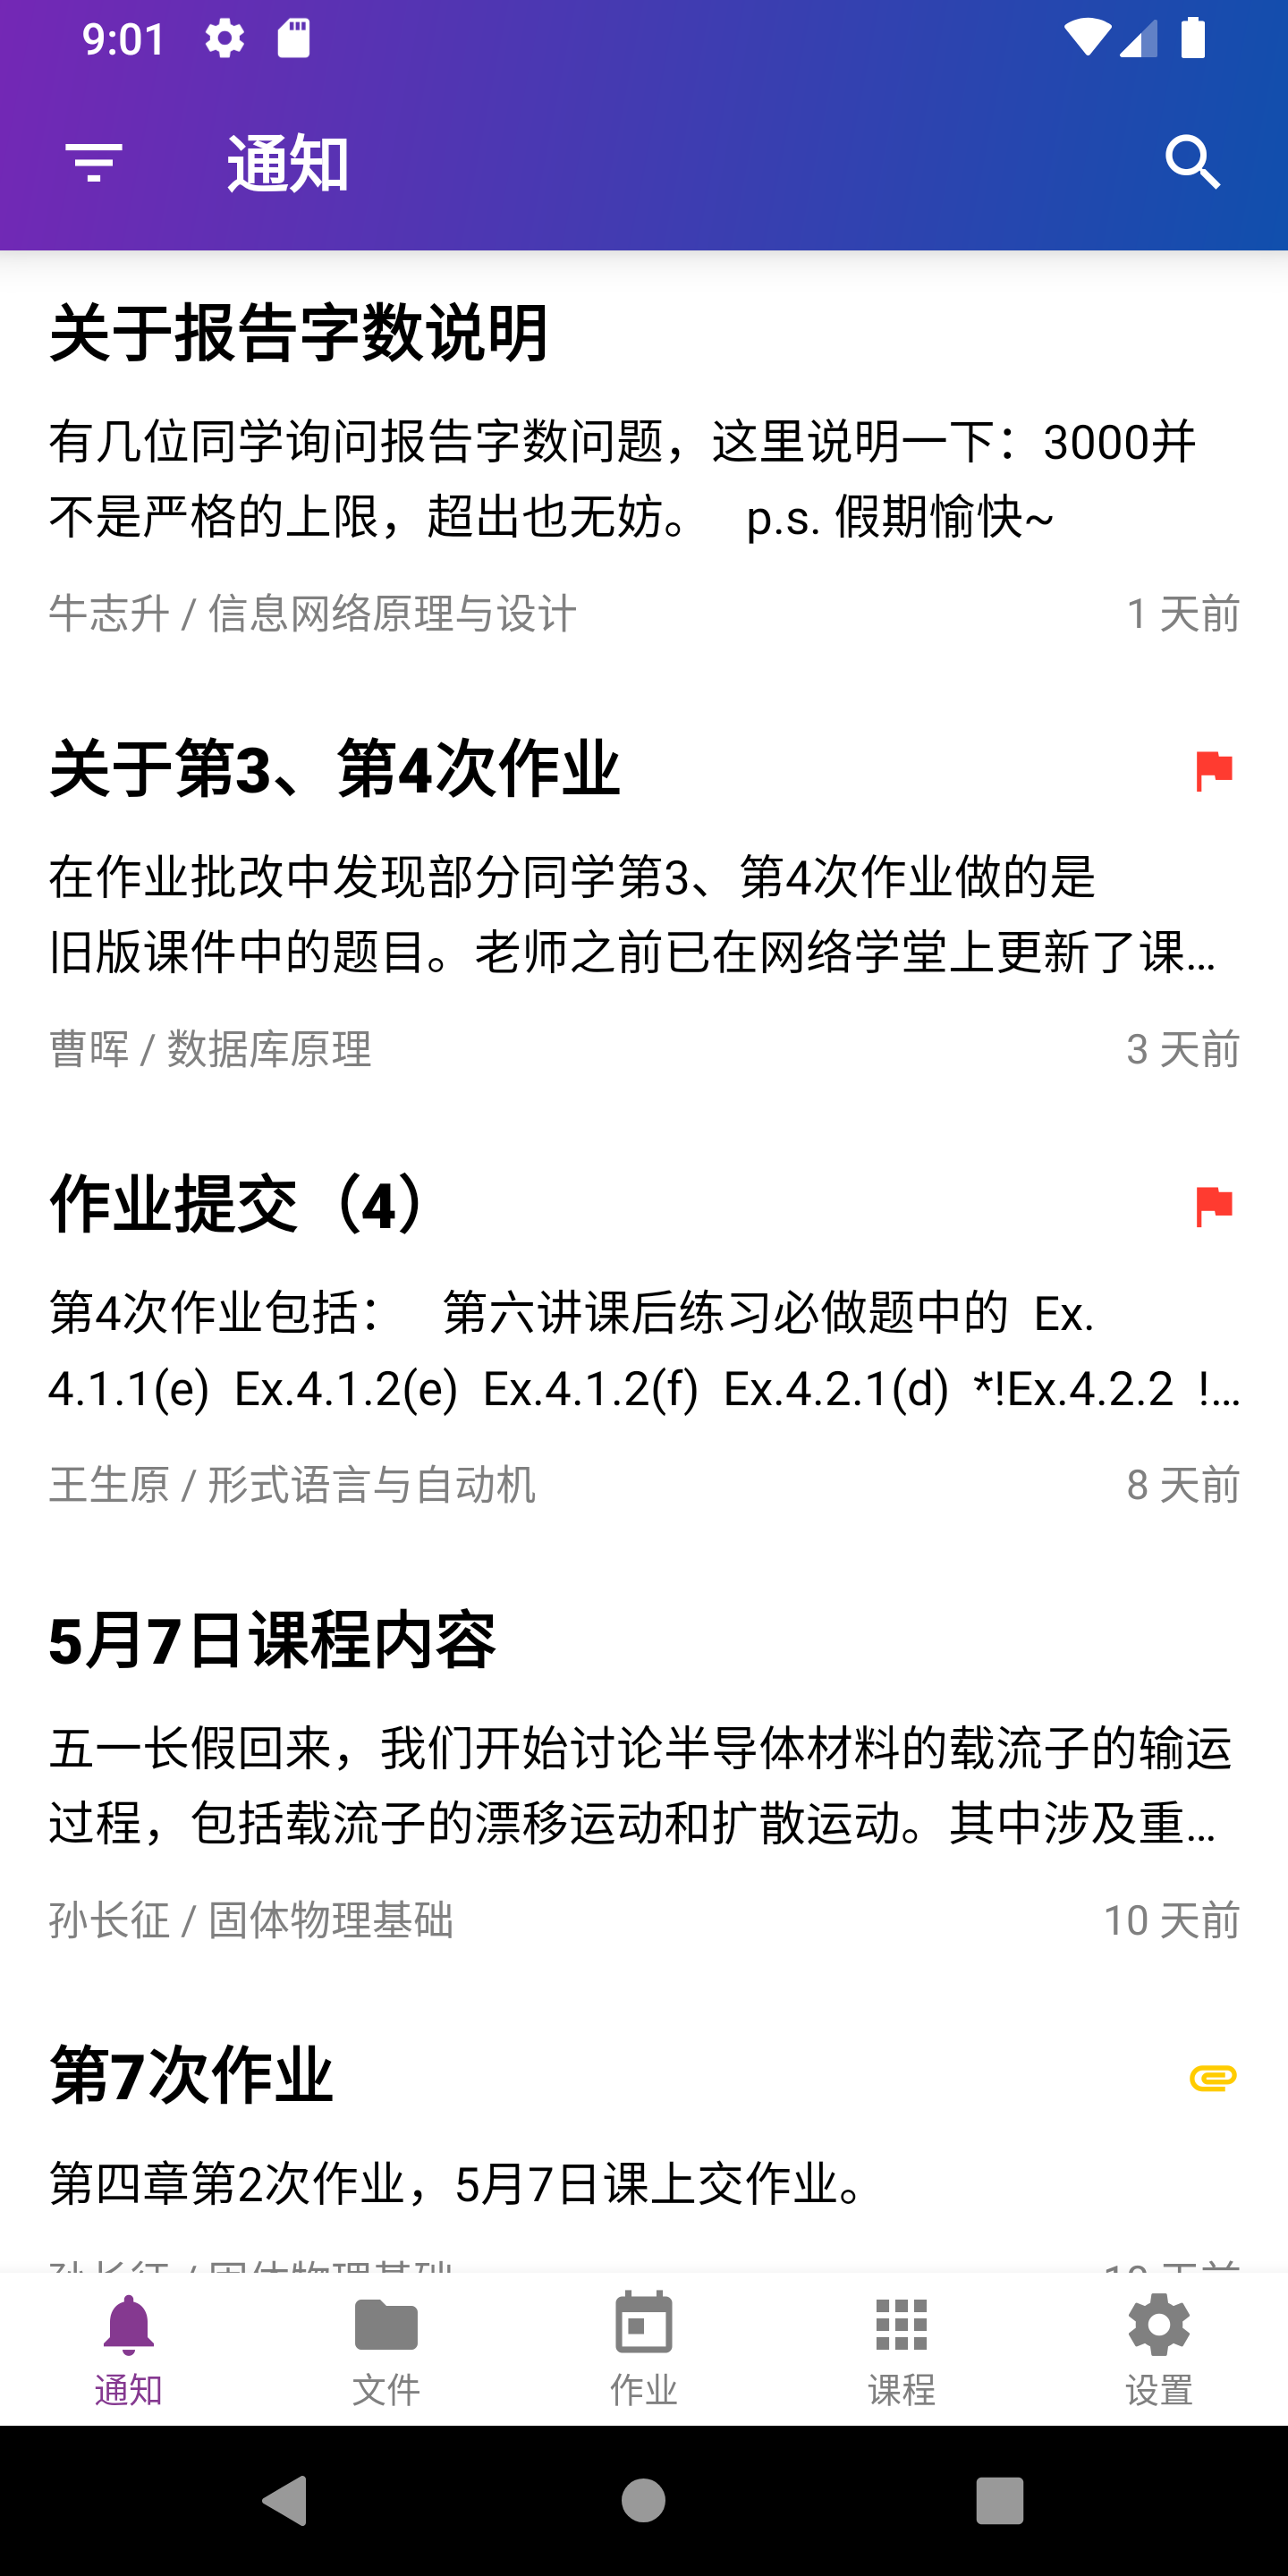 9:01
通知
关于报告字数说明
有几位同学询问报告字数问题，这里说明一下：3000并
不是严格的上限，超出也无妨。 p.s. 假期愉快~
牛志升 / 信息网络原理与设计
1 天前
关于第3、第4次作业
在作业批改中发现部分同学第3、第4次作业做的是
旧版课件中的题目。老师之前已在网络学堂上更新了课...
曹晖 / 数据库原理
3 天前
作业提交（4）
第4次作业包括： 第六讲课后练习必做题中的 Ex.
4.1.1(e) Ex.4.1.2(e) Ex.4.1.2(f) Ex.4.2.1(d) *!Ex.4.2.2 !...
王生原 / 形式语言与自动机
8 天前
5月7日课程内容
五一长假回来，我们开始讨论半导体材料的载流子的输运
过程，包括载流子的漂移运动和扩散运动。其中涉及重...
孙长征 / 固体物理基础
10 天前
第7次作业
第四章第2次作业，5月7日课上交作业。
孙长征 / 固体物理基础
通知
文件
作业
课程
设置